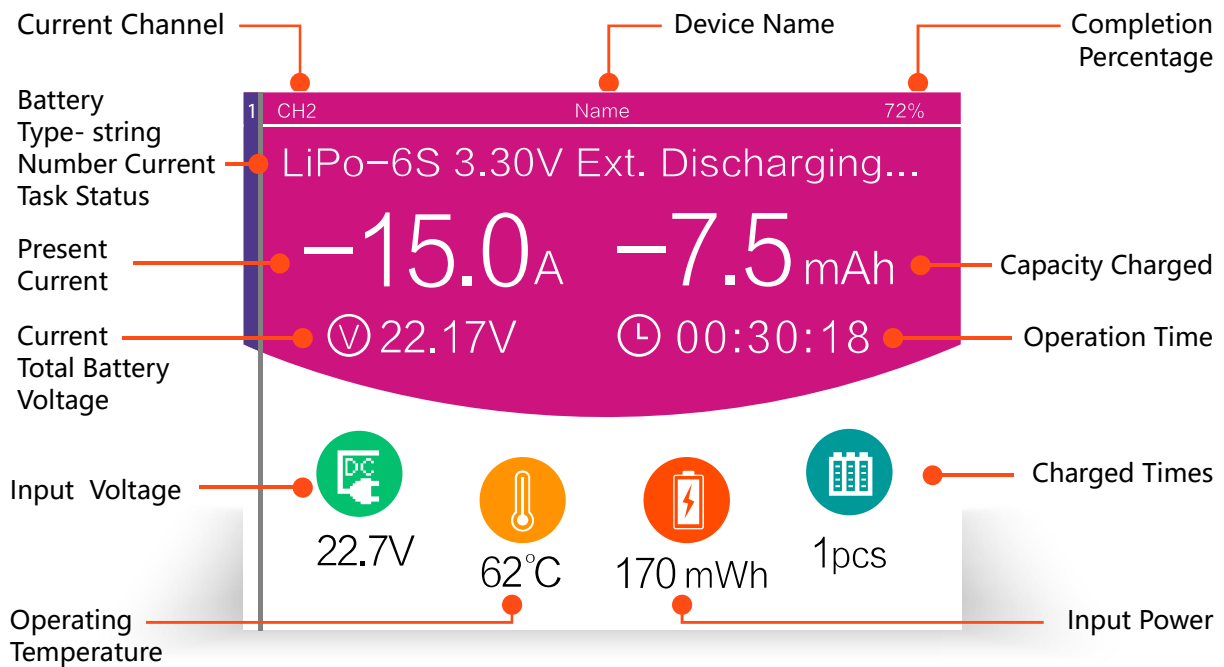 Current Channel
Device Name
Completion
Percentage
Battery
Type- string
Number Current
Task Status
1 CH2 Name 72%
LiPo-6S 3.30V Ext. Discharging...
Present
Current
-15.0A -7.5mAh
Capacity Charged
Current
Total Battery
Voltage
V 22.17V 00:30:18
Operation Time
Input Voltage
DC
22.7V
62°C
170 mWh
1pcs
Charged Times
Operating
Temperature
Input Power